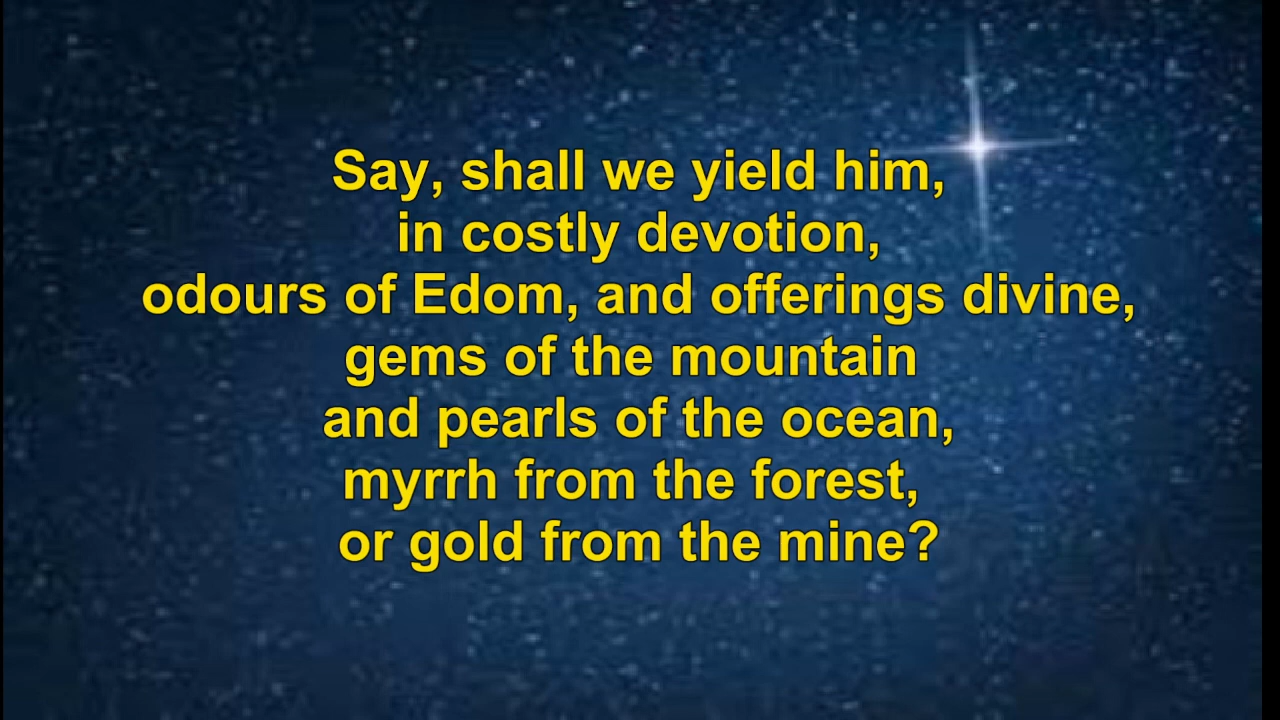 Say, shall we yield him,
in costly devotion,
odours of Edom, and offerings divine,
gems of the mountain
and pearls of the ocean,
myrrh from the forest,
or gold from the mine?